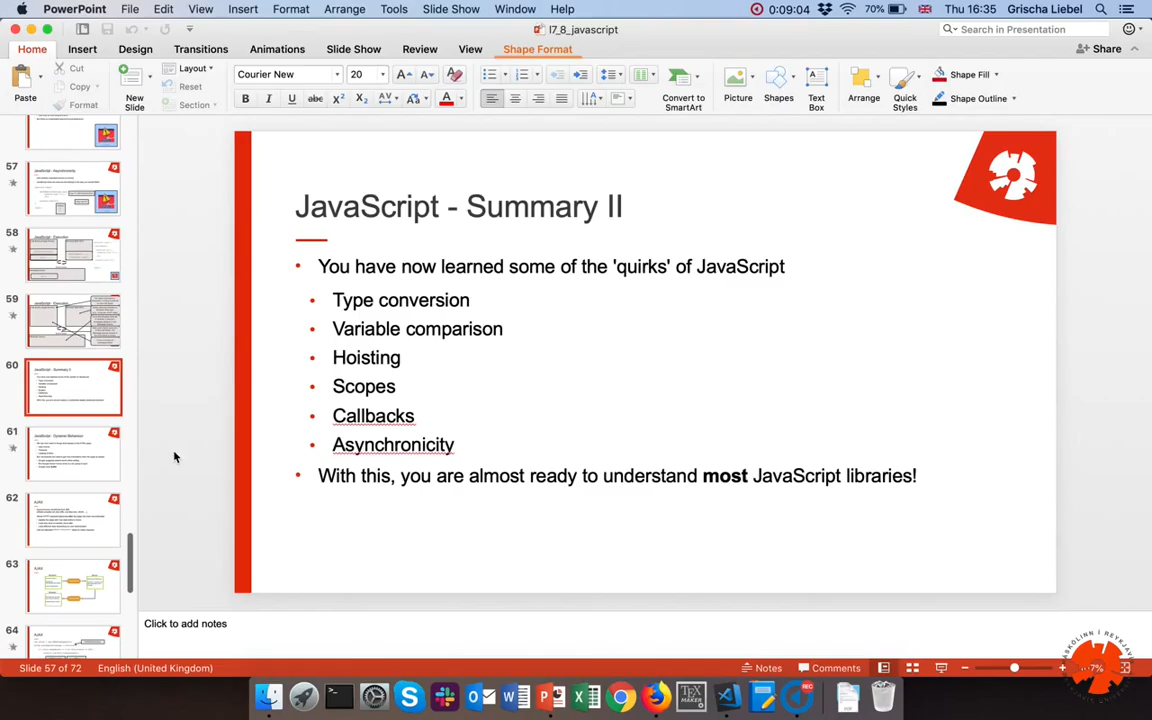 PowerPoint File Edit View Insert Format Arrange Tools Slide Show Window Help 0:09:04 70% Thu 16:35 Grischa Liebel
l7_8_javascript Search in Presentation
Home Insert Design Transitions Animations Slide Show Review View Shape Format Share
Paste Cut Copy Format New Slide Layout Reset Section Courier New 20 Convert to SmartArt Picture Shapes Text Box Arrange Quick Styles Shape Fill Shape Outline
B I U abc X² X₂ AV Aa A
57
58
59
60
61
62
63
64
JavaScript - Summary II
• You have now learned some of the 'quirks' of JavaScript
• Type conversion
• Variable comparison
• Hoisting
• Scopes
• Callbacks
• Asynchronicity
• With this, you are almost ready to understand most JavaScript libraries!
Click to add notes
Slide 57 of 72 English (United Kingdom) Notes Comments